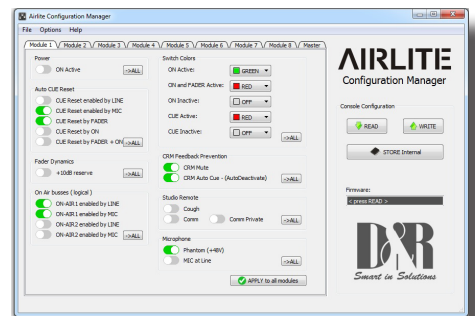 Airlite Configuration Manager
File Options Help
Module 1 Module 2 Module 3 Module 4 Module 5 Module 6 Module 7 Module 8 Master
Power
ON Active ->ALL
Auto CUE Reset
CUE Reset enabled by LINE
CUE Reset enabled by MIC
CUE Reset by FADER
CUE Reset by ON
CUE Reset by FADER + ON ->ALL
Fader Dynamics
+10dB reserve ->ALL
On Air busses ( logical )
ON-AIR1 enabled by LINE
ON-AIR1 enabled by MIC
ON-AIR2 enabled by LINE
ON-AIR2 enabled by MIC ->ALL
Switch Colors
ON Active: GREEN
ON and FADER Active: RED
ON Inactive: OFF
CUE Active: RED
CUE Inactive: OFF
->ALL
CRM Feedback Prevention
CRM Mute
CRM Auto Cue - (AutoDeactivate) ->ALL
Studio Remote
Cough
Comm Comm Private ->ALL
Microphone
Phantom (+48V)
MIC at Line ->ALL
APPLY to all modules
AIRLITE
Configuration Manager
Console Configuration
READ WRITE
STORE Internal
Firmware:
< press READ >
D&R
Smart in Solutions